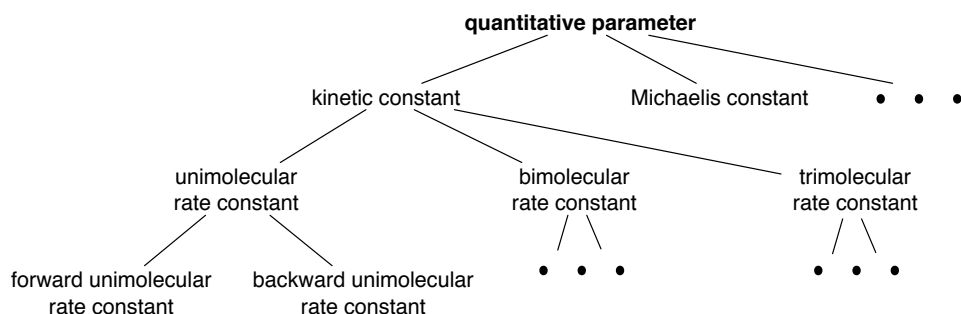 quantitative parameter
kinetic constant
Michaelis constant
• • •
unimolecular
rate constant
bimolecular
rate constant
trimolecular
rate constant
forward unimolecular
rate constant
backward unimolecular
rate constant
• • •
• • •